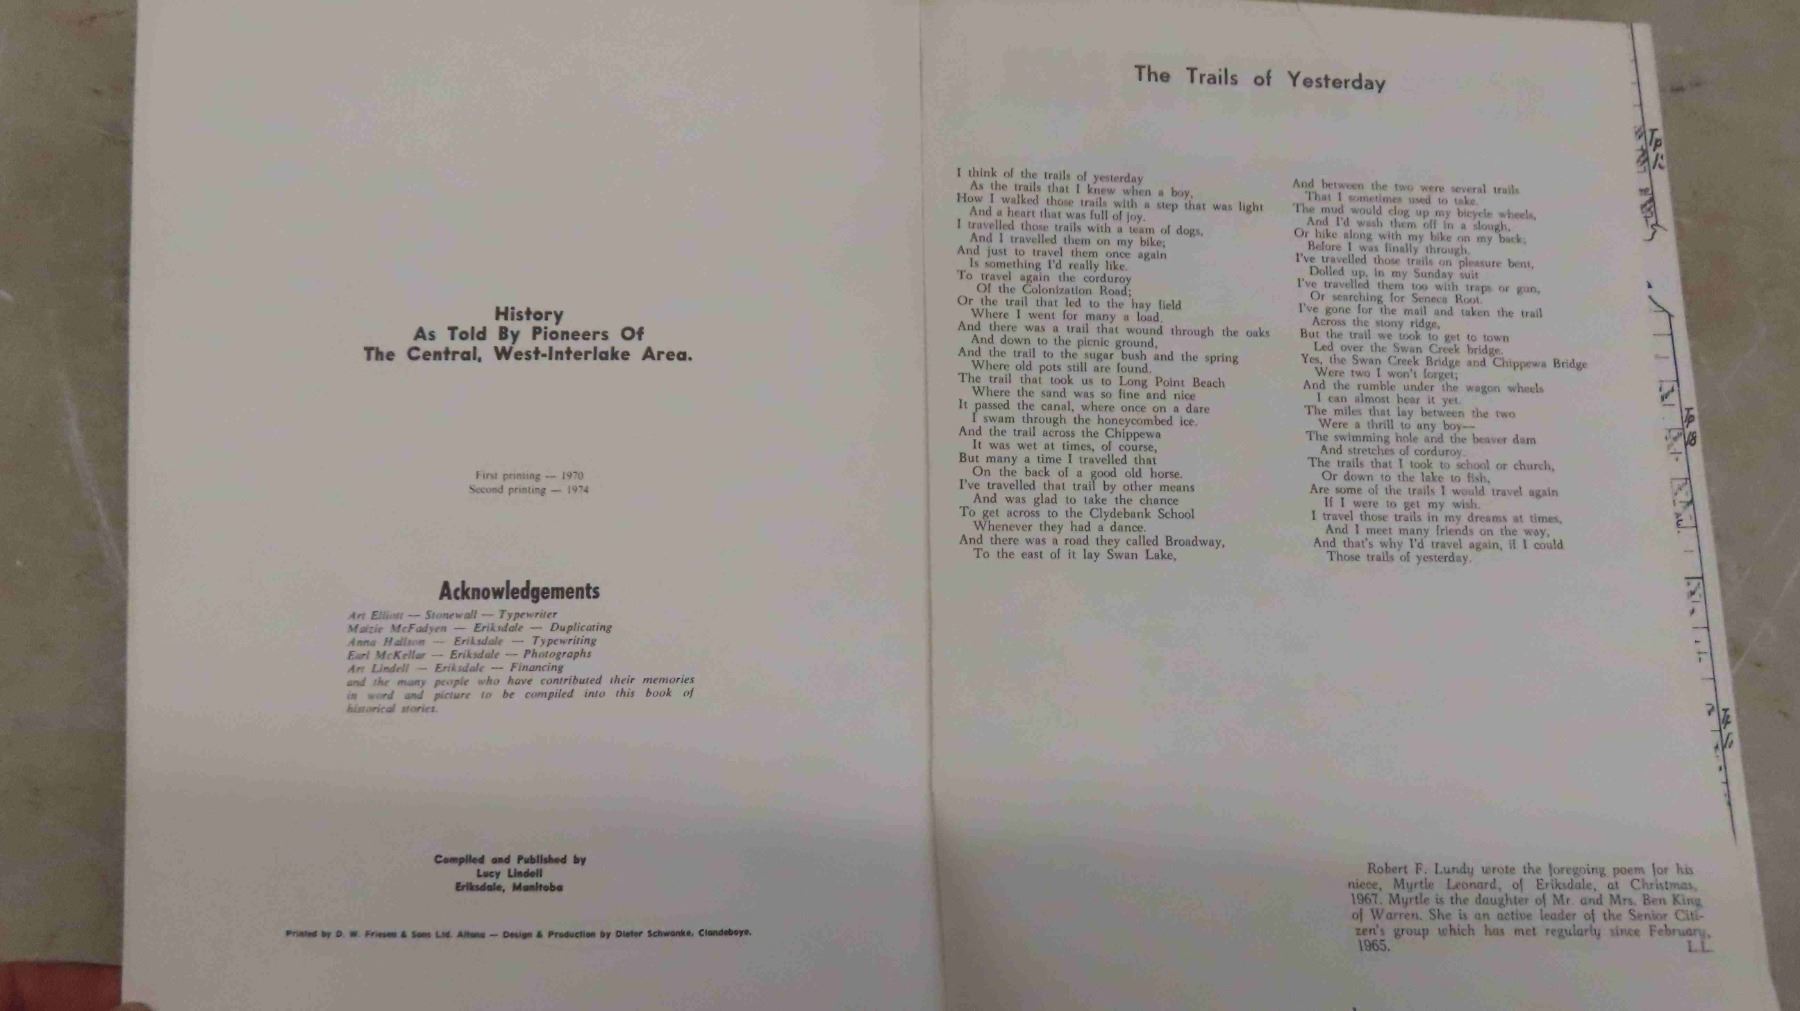 History
As Told By Pioneers Of
The Central, West-Interlake Area.
First printing — 1970
Second printing — 1974
Acknowledgements
Art Elliott — Stonewall — Typewriter
Maizie McFadyen — Eriksdale — Duplicating
Anna Hallson — Eriksdale — Typewriting
Earl McKellar — Eriksdale — Photographs
Art Lindell — Eriksdale — Financing
and the many people who have contributed their memories
in word and picture to be compiled into this book of
historical stories.
Compiled and Published by
Lucy Lindell
Eriksdale, Manitoba
Printed by D. W. Friesen & Sons Ltd. Altona — Design & Production by Dieter Schwanke, Clandeboye.
The Trails of Yesterday
I think of the trails of yesterday
As the trails that I knew when a boy,
How I walked those trails with a step that was light
And a heart that was full of joy.
I travelled those trails with a team of dogs,
And I travelled them on my bike;
And just to travel them once again
Is something I'd really like.
To travel again the corduroy
Of the Colonization Road;
Or the trail that led to the hay field
Where I went for many a load.
And there was a trail that wound through the oaks
And down to the picnic ground,
And the trail to the sugar bush and the spring
Where old pots still are found.
The trail that took us to Long Point Beach
Where the sand was so fine and nice
It passed the canal, where once on a dare
I swam through the honeycombed ice.
And the trail across the Chippewa
It was wet at times, of course,
But many a time I travelled that
On the back of a good old horse.
I've travelled that trail by other means
And was glad to take the chance
To get across to the Clydebank School
Whenever they had a dance.
And there was a road they called Broadway,
To the east of it lay Swan Lake,
And between the two were several trails
That I sometimes used to take.
The mud would clog up my bicycle wheels,
And I'd wash them off in a slough,
Or hike along with my bike on my back;
Before I was finally through.
I've travelled those trails on pleasure bent,
Dolled up, in my Sunday suit
I've travelled them too with traps or gun,
Or searching for Seneca Root.
I've gone for the mail and taken the trail
Across the stony ridge,
But the trail we took to get to town
Led over the Swan Creek bridge.
Yes, the Swan Creek Bridge and Chippewa Bridge
Were two I won't forget;
And the rumble under the wagon wheels
I can almost hear it yet.
The miles that lay between the two
Were a thrill to any boy—
The swimming hole and the beaver dam
And stretches of corduroy.
The trails that I took to school or church,
Or down to the lake to fish,
Are some of the trails I would travel again
If I were to get my wish.
I travel those trails in my dreams at times,
And I meet many friends on the way,
And that's why I'd travel again, if I could
Those trails of yesterday.
Robert F. Lundy wrote the foregoing poem for his
niece, Myrtle Leonard, of Eriksdale, at Christmas,
1967. Myrtle is the daughter of Mr. and Mrs. Ben King
of Warren. She is an active leader of the Senior Citi-
zen's group which has met regularly since February,
1965. L.L.